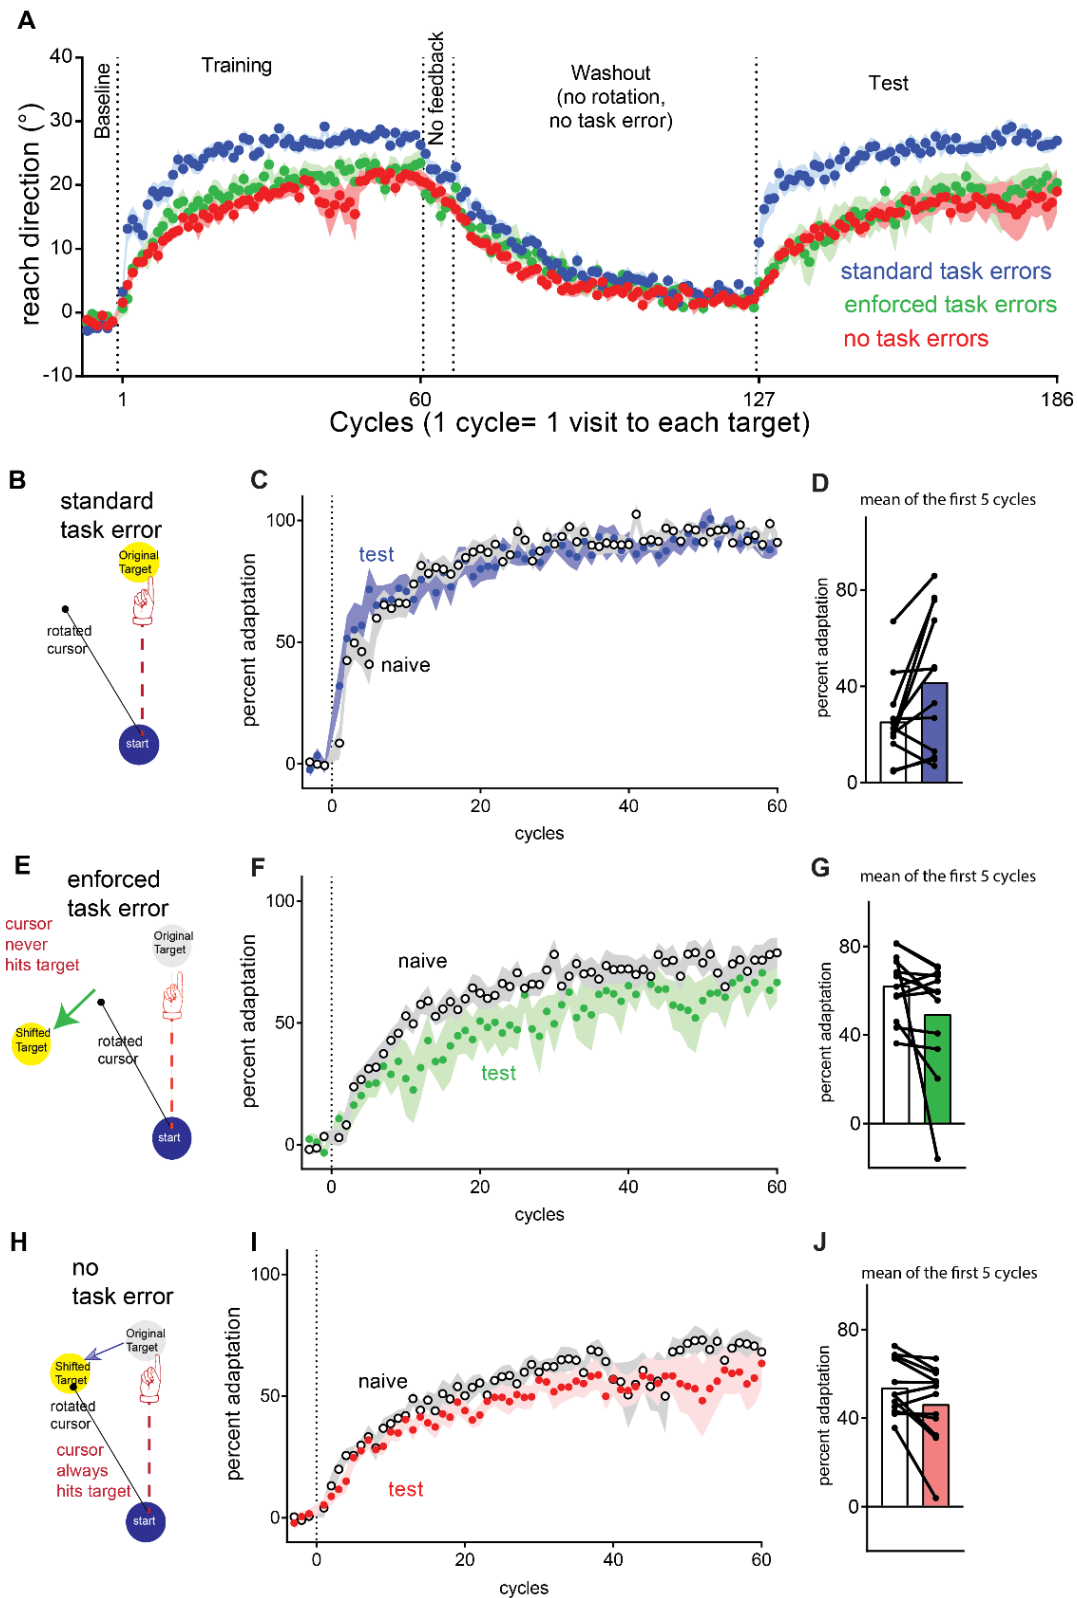 A
40
30
20
10
0
-10
reach direction (°)
Baseline
Training
No feedback
Washout
(no rotation,
no task error)
Test
standard task errors
enforced task errors
no task errors
1
60
127
186
Cycles (1 cycle= 1 visit to each target)
B
standard
task error
Original
Target
rotated
cursor
start
C
100
50
0
percent adaptation
test
naive
0
20
40
60
cycles
D
mean of the first 5 cycles
80
40
0
percent adaptation
E
enforced
task error
cursor
never
hits target
Original
Target
Shifted
Target
rotated
cursor
start
F
100
50
0
percent adaptation
naive
test
0
20
40
60
cycles
G
mean of the first 5 cycles
80
40
0
percent adaptation
H
no
task error
Original
Target
Shifted
Target
rotated
cursor
cursor
always
hits target
start
I
100
50
0
percent adaptation
naive
test
0
20
40
60
cycles
J
mean of the first 5 cycles
80
40
0
percent adaptation